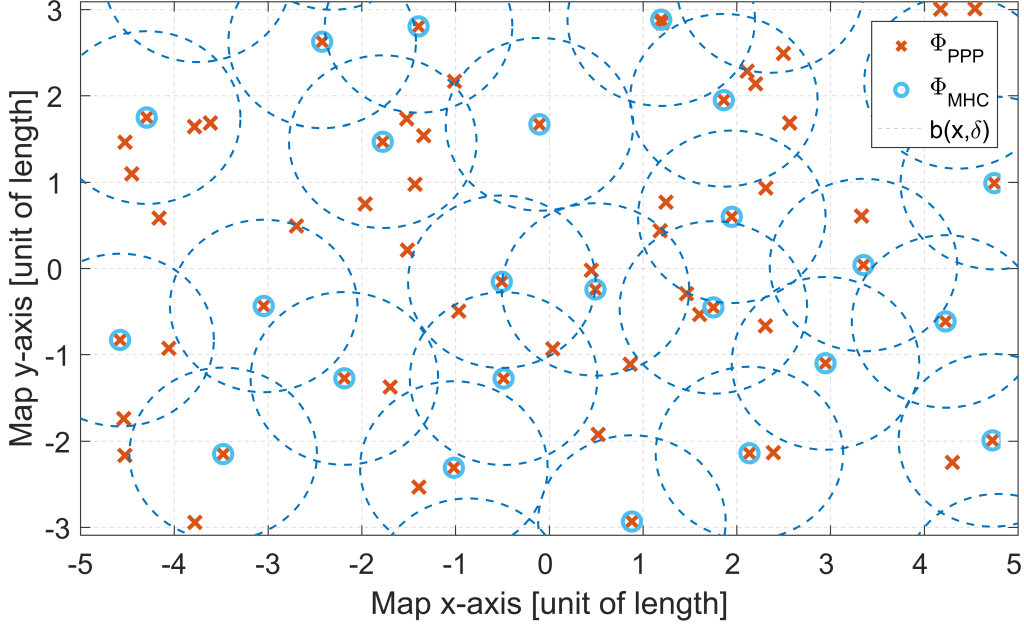 3
2
1
0
-1
-2
-3
Map y-axis [unit of length]
Φ_PPP
Φ_MHC
b(x,δ)
-5 -4 -3 -2 -1 0 1 2 3 4 5
Map x-axis [unit of length]